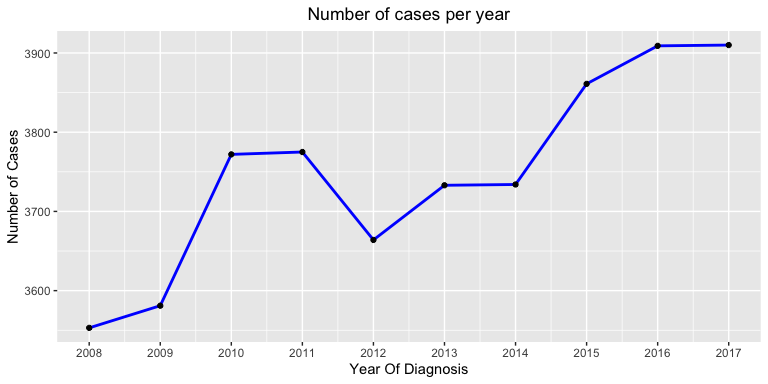 Number of cases per year
Number of Cases
3900
3800
3700
3600
2008 2009 2010 2011 2012 2013 2014 2015 2016 2017
Year Of Diagnosis